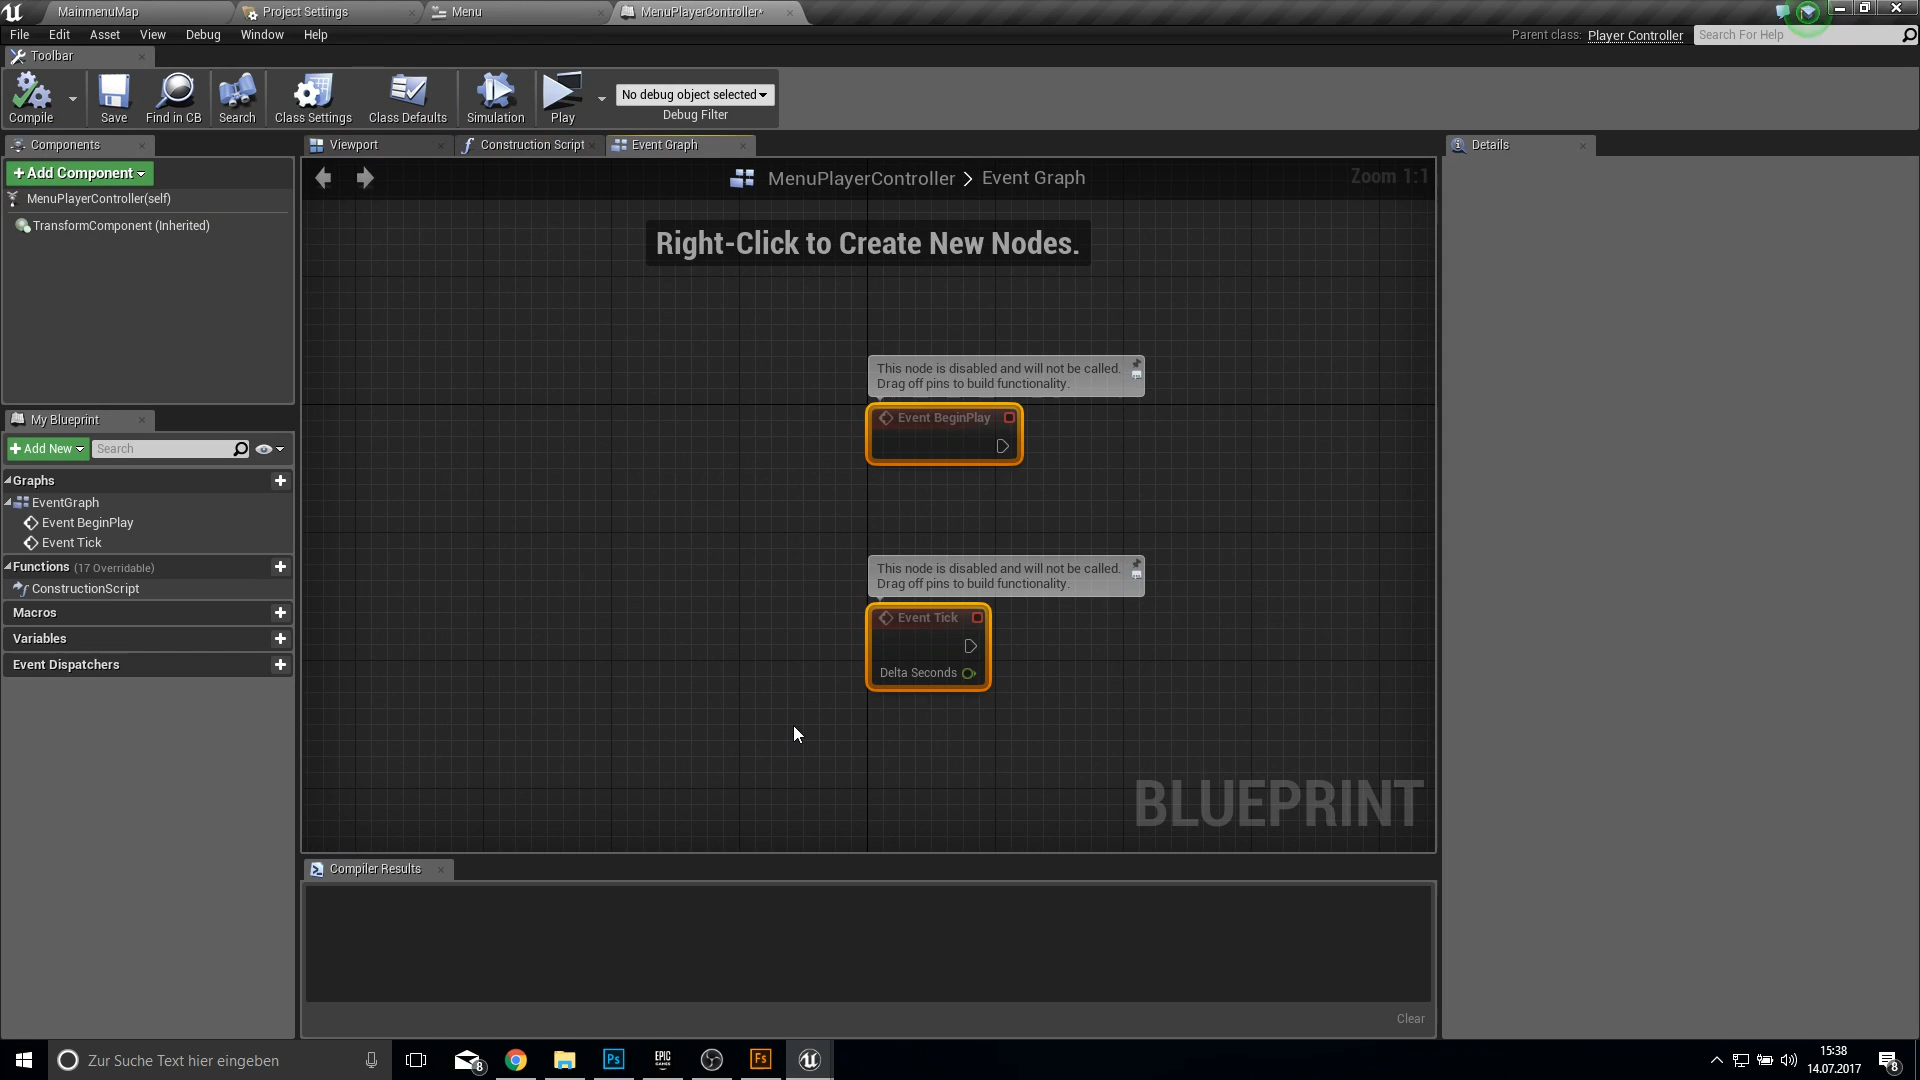 MainmenuMap
Project Settings
Menu
MenuPlayerController*
File Edit Asset View Debug Window Help
Parent class: Player Controller
Search For Help
Toolbar
Compile
Save
Find in CB
Search
Class Settings
Class Defaults
Simulation
Play
No debug object selected
Debug Filter
Components
+ Add Component
MenuPlayerController(self)
TransformComponent (Inherited)
My Blueprint
+ Add New
Search
Graphs
EventGraph
Event BeginPlay
Event Tick
Functions (17 Overridable)
ConstructionScript
Macros
Variables
Event Dispatchers
Viewport
Construction Script
Event Graph
MenuPlayerController > Event Graph
Zoom 1:1
Right-Click to Create New Nodes.
This node is disabled and will not be called.
Drag off pins to build functionality.
Event BeginPlay
This node is disabled and will not be called.
Drag off pins to build functionality.
Event Tick
Delta Seconds
BLUEPRINT
Compiler Results
Clear
Details
Zur Suche Text hier eingeben
8
Ps
EPIC
GAMES
Fs
15:38
14.07.2017
8